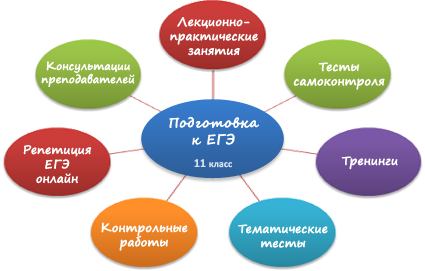 Лекционно-
практические
занятия
Консультации
преподавателей
Тесты
самоконтроля
Подготовка
к ЕГЭ
11 класс
Репетиция
ЕГЭ
онлайн
Тренинги
Контрольные
работы
Тематические
тесты